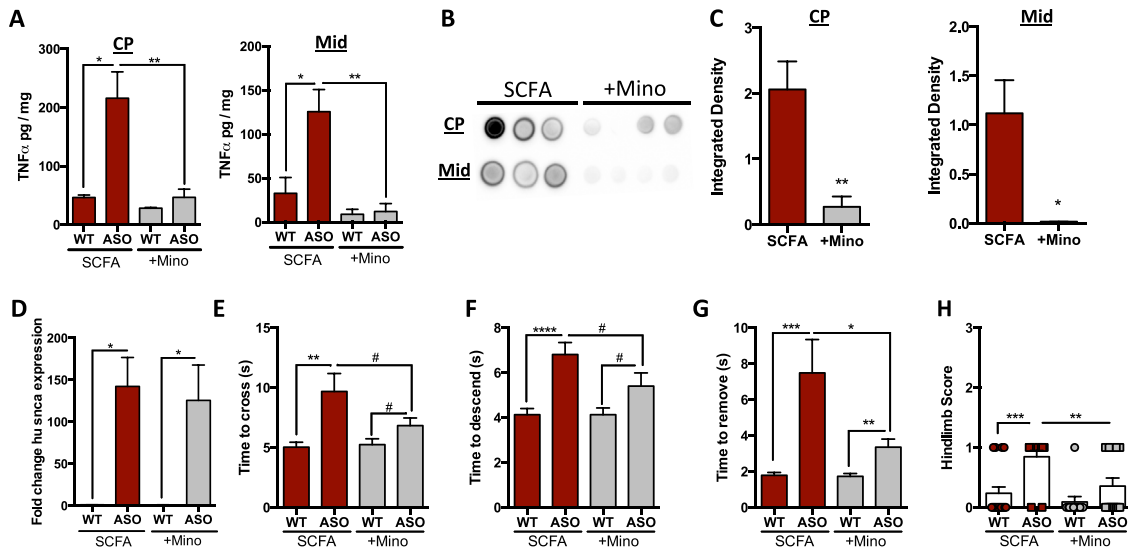 A
CP
TNFα pg / mg
300
200
100
50
0
* **
WT ASO WT ASO
SCFA +Mino
Mid
TNFα pg / mg
200
150
100
50
0
* **
WT ASO WT ASO
SCFA +Mino
B
SCFA +Mino
CP
Mid
C
CP
Integrated Density
3
2
1
0
**
SCFA +Mino
Mid
Integrated Density
2.0
1.5
1.0
0.5
0.0
*
SCFA +Mino
D
Fold change hu snca expression
200
150
100
50
0
* *
WT ASO WT ASO
SCFA +Mino
E
Time to cross (s)
15
10
5
0
** #
#
WT ASO WT ASO
SCFA +Mino
F
Time to descend (s)
8
6
4
2
0
**** #
#
WT ASO WT ASO
SCFA +Mino
G
Time to remove (s)
10
8
6
4
2
0
*** *
**
WT ASO WT ASO
SCFA +Mino
H
Hindlimb Score
3
2
1
0
*** **
WT ASO WT ASO
SCFA +Mino